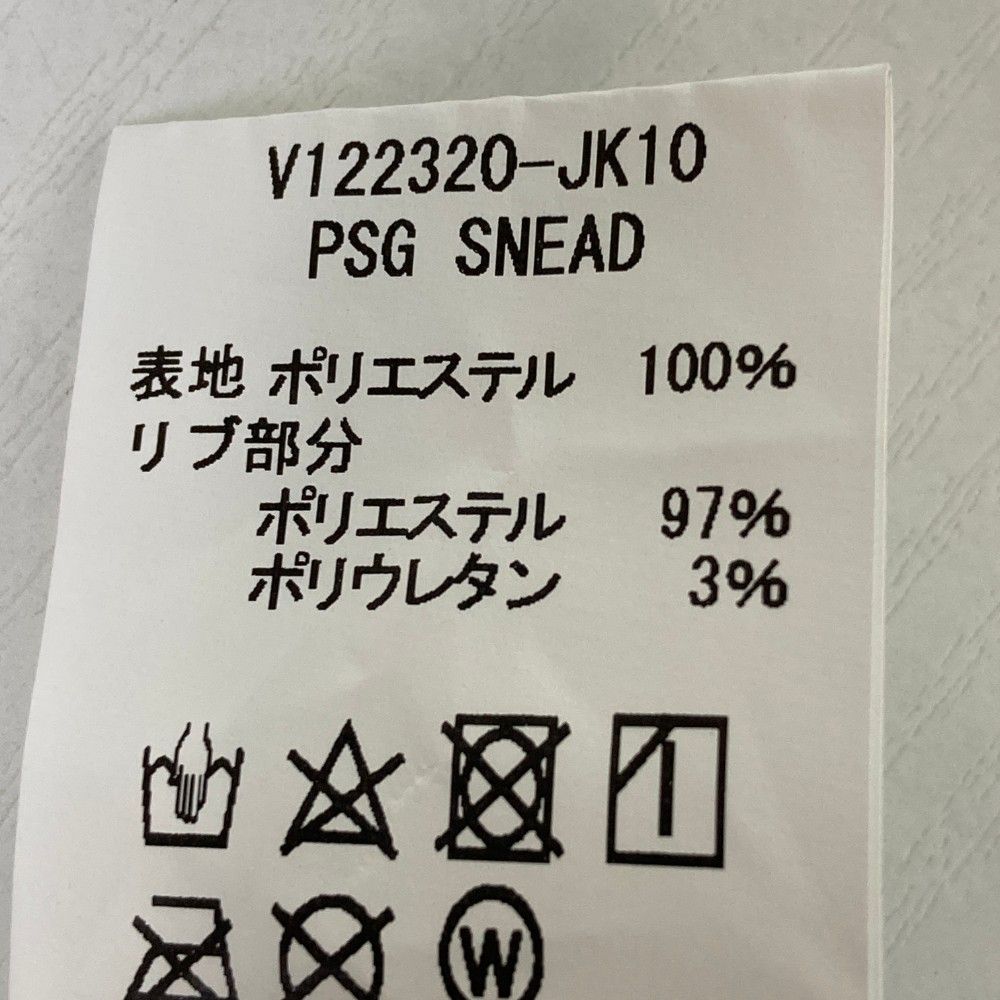 V122320-JK10
PSG SNEAD
表地 ポリエステル 100%
リブ部分
ポリエステル 97%
ポリウレタン 3%
W